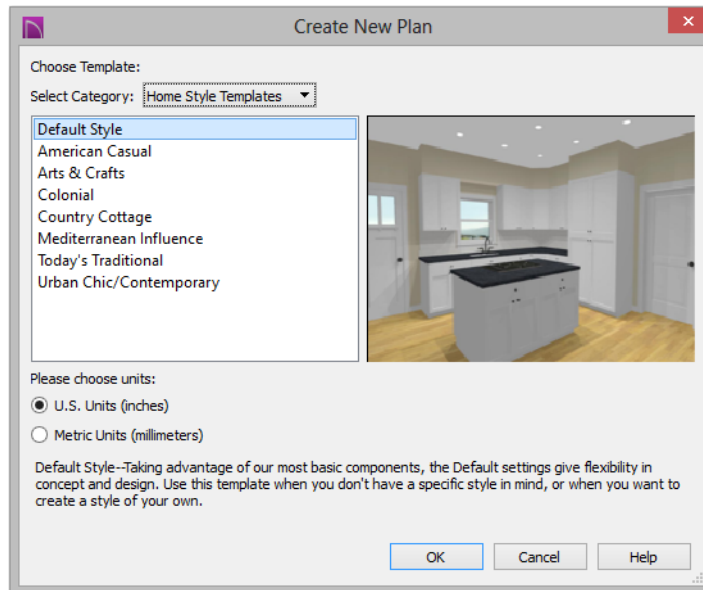 Create New Plan
Choose Template:
Select Category: Home Style Templates
Default Style
American Casual
Arts & Crafts
Colonial
Country Cottage
Mediterranean Influence
Today's Traditional
Urban Chic/Contemporary
Please choose units:
U.S. Units (inches)
Metric Units (millimeters)
Default Style--Taking advantage of our most basic components, the Default settings give flexibility in
concept and design. Use this template when you don't have a specific style in mind, or when you want to
create a style of your own.
OK Cancel Help